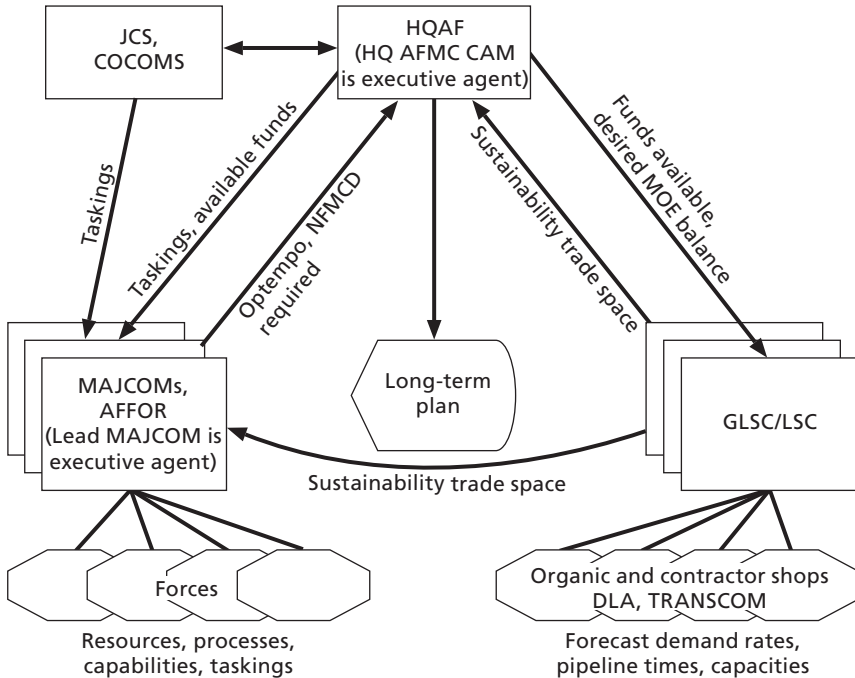 JCS,
COCOMS
HQAF
(HQ AFMC CAM
is executive agent)
Taskings
Taskings, available funds
Optempo, NFMCD
required
Sustainability trade space
Funds available,
desired MOE balance
MAJCOMs,
AFFOR
(Lead MAJCOM is
executive agent)
Long-term
plan
GLSC/LSC
Sustainability trade space
Forces
Organic and contractor shops
DLA, TRANSCOM
Resources, processes,
capabilities, taskings
Forecast demand rates,
pipeline times, capacities